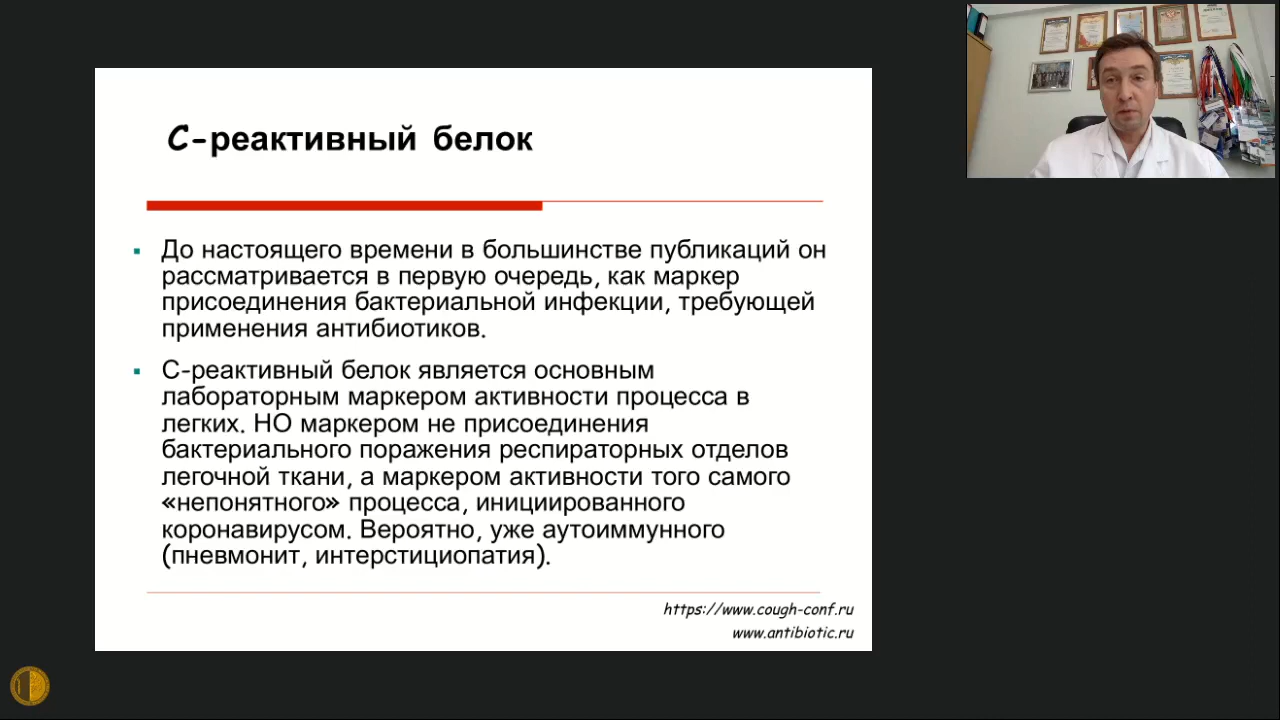 С-реактивный белок
До настоящего времени в большинстве публикаций он
рассматривается в первую очередь, как маркер
присоединения бактериальной инфекции, требующей
применения антибиотиков.
С-реактивный белок является основным
лабораторным маркером активности процесса в
легких. НО маркером не присоединения
бактериального поражения респираторных отделов
легочной ткани, а маркером активности того самого
«непонятного» процесса, инициированного
коронавирусом. Вероятно, уже аутоиммунного
(пневмонит, интерстициопатия).
https://www.cough-conf.ru
www.antibiotic.ru